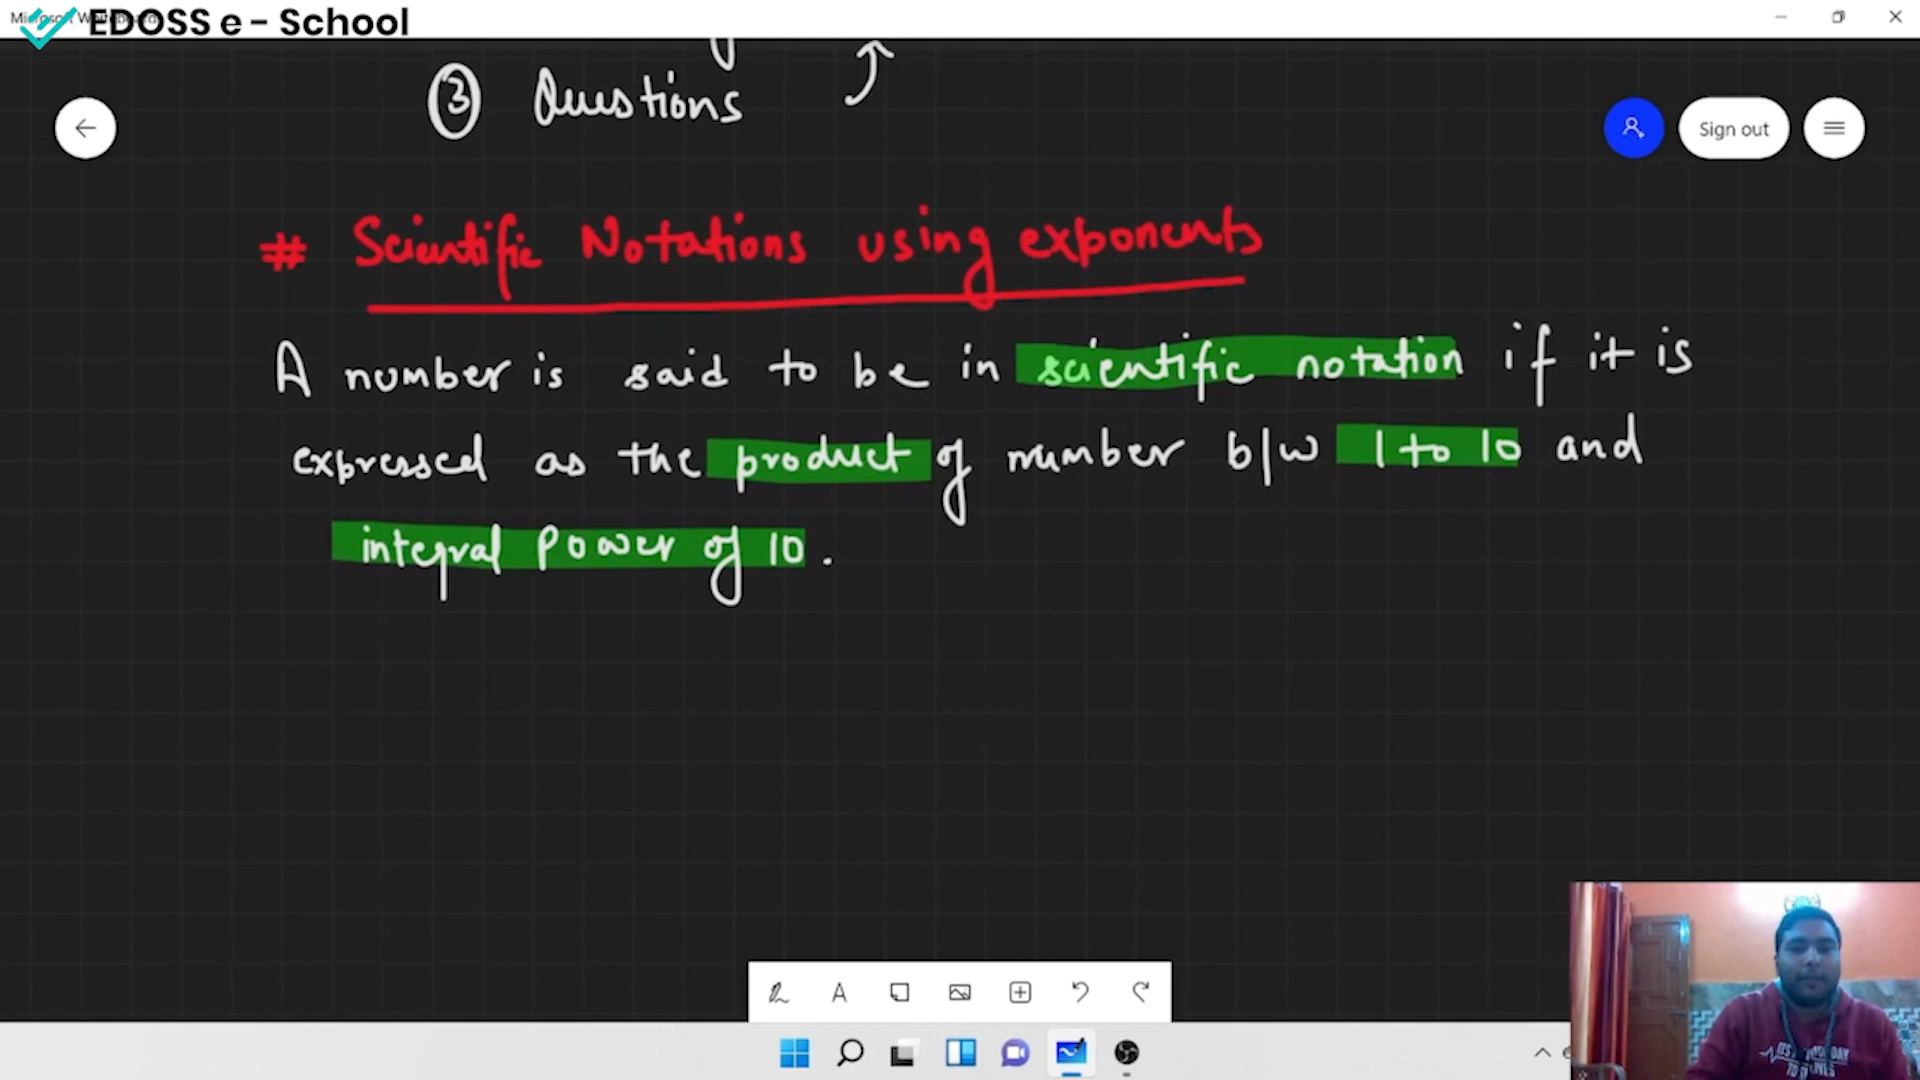 EDOSS e - School
③ Questions
Sign out
# Scientific Notations using exponents
A number is said to be in scientific notation if it is
expressed as the product of number b/w 1 to 10 and
integral power of 10.